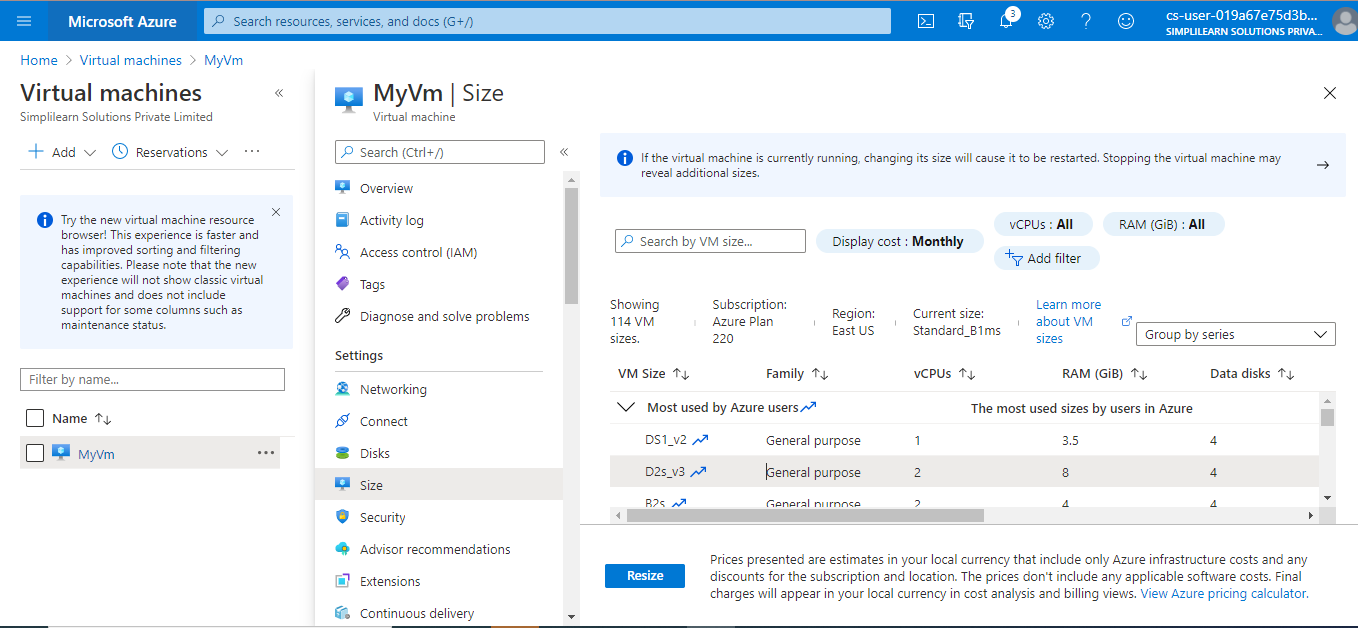 Microsoft Azure
Search resources, services, and docs (G+/)
3
cs-user-019a67e75d3b...
SIMPLILEARN SOLUTIONS PRIVA...
Home > Virtual machines > MyVm
Virtual machines
Simplilearn Solutions Private Limited
Add
Reservations
Try the new virtual machine resource
browser! This experience is faster and
has improved sorting and filtering
capabilities. Please note that the new
experience will not show classic virtual
machines and does not include
support for some columns such as
maintenance status.
Filter by name...
Name
MyVm
MyVm | Size
Virtual machine
Search (Ctrl+/)
Overview
Activity log
Access control (IAM)
Tags
Diagnose and solve problems
Settings
Networking
Connect
Disks
Size
Security
Advisor recommendations
Extensions
Continuous delivery
If the virtual machine is currently running, changing its size will cause it to be restarted. Stopping the virtual machine may
reveal additional sizes.
Search by VM size...
Display cost : Monthly
vCPUs : All
RAM (GiB) : All
Add filter
Showing
114 VM
sizes.
Subscription:
Azure Plan
220
Region:
East US
Current size:
Standard_B1ms
Learn more
about VM
sizes
Group by series
VM Size Family vCPUs RAM (GiB) Data disks
Most used by Azure users The most used sizes by users in Azure
DS1_v2 General purpose 1 3.5 4
D2s_v3 General purpose 2 8 4
B2s General purpose 2 4 4
Resize
Prices presented are estimates in your local currency that include only Azure infrastructure costs and any
discounts for the subscription and location. The prices don't include any applicable software costs. Final
charges will appear in your local currency in cost analysis and billing views. View Azure pricing calculator.